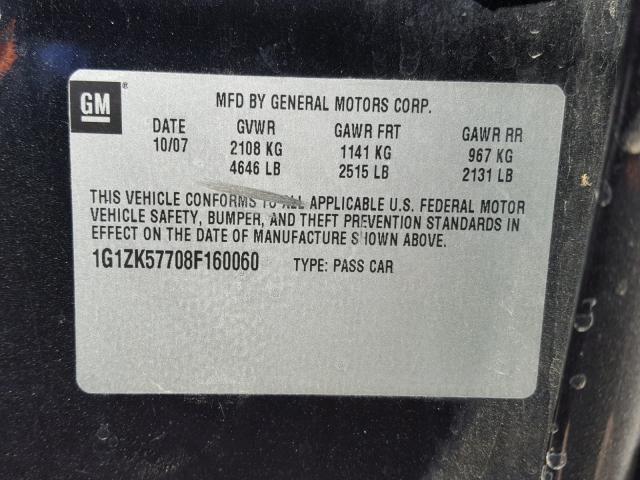 GM
MFD BY GENERAL MOTORS CORP.
DATE GVWR GAWR FRT GAWR RR
10/07 2108 KG 1141 KG 967 KG
4646 LB 2515 LB 2131 LB
THIS VEHICLE CONFORMS TO ALL APPLICABLE U.S. FEDERAL MOTOR
VEHICLE SAFETY, BUMPER, AND THEFT PREVENTION STANDARDS IN
EFFECT ON THE DATE OF MANUFACTURE SHOWN ABOVE.
1G1ZK57708F160060 TYPE: PASS CAR